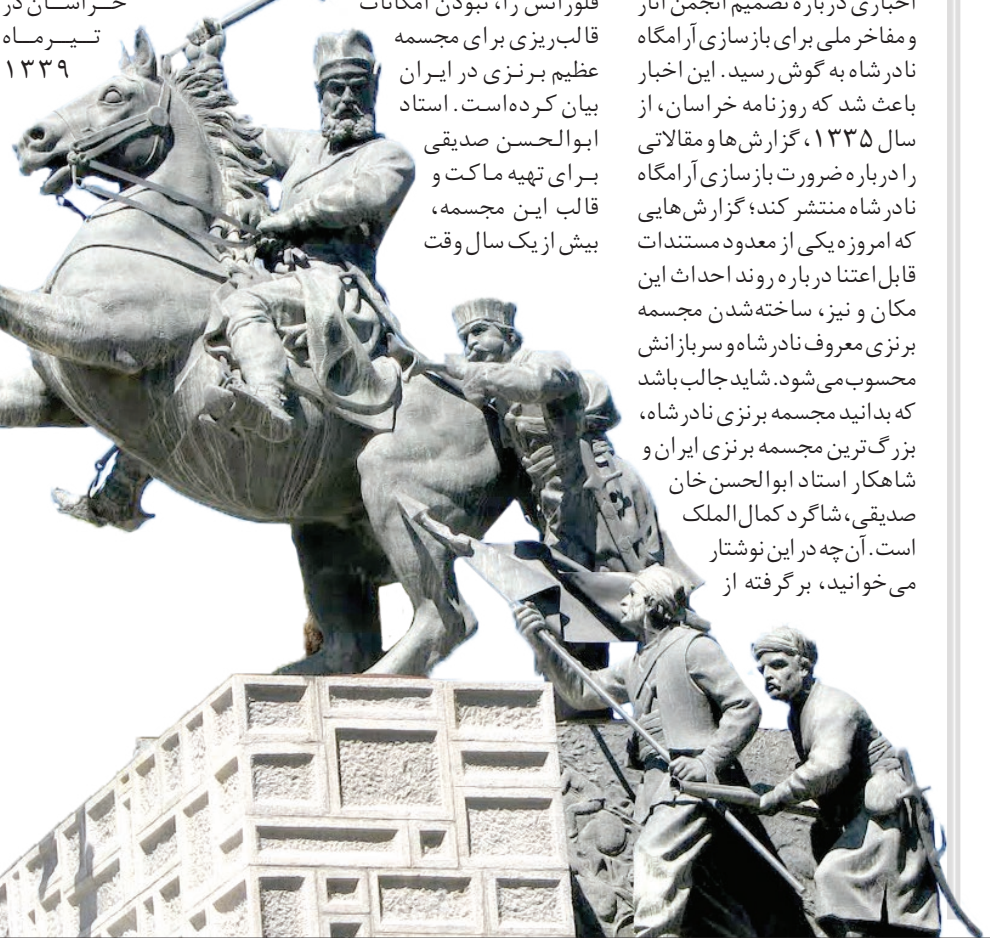 اخباری درباره تصمیم انجمن آثار
و مفاخر ملی برای بازسازی آرامگاه
نادرشاه به گوش رسید. این اخبار
باعث شد که روزنامه خراسان، از
سال ۱۳۳۵، گزارش‌ها و مقالاتی
را درباره ضرورت بازسازی آرامگاه
نادرشاه منتشر کند؛ گزارش‌هایی
که امروزه یکی از معدود مستندات
قابل‌اعتنا درباره روند احداث این
مکان و نیز، ساخته‌شدن مجسمه
برنزی معروف نادرشاه و سربازانش
محسوب می‌شود. شاید جالب باشد
که بدانید مجسمه برنزی نادرشاه،
بزرگ‌ترین مجسمه برنزی ایران و
شاهکار استاد ابوالحسن‌خان
صدیقی، شاگرد کمال‌الملک
است. آن‌چه در این نوشتار
می‌خوانید، برگرفته از
فلورانس را، نبودن امکانات
قالب‌ریزی برای مجسمه
عظیم برنزی در ایران
بیان کرده‌است. استاد
ابوالحسن صدیقی
برای تهیه ماکت و
قالب این مجسمه،
بیش از یک سال وقت
خراسان در
تیرماه
۱۳۳۹